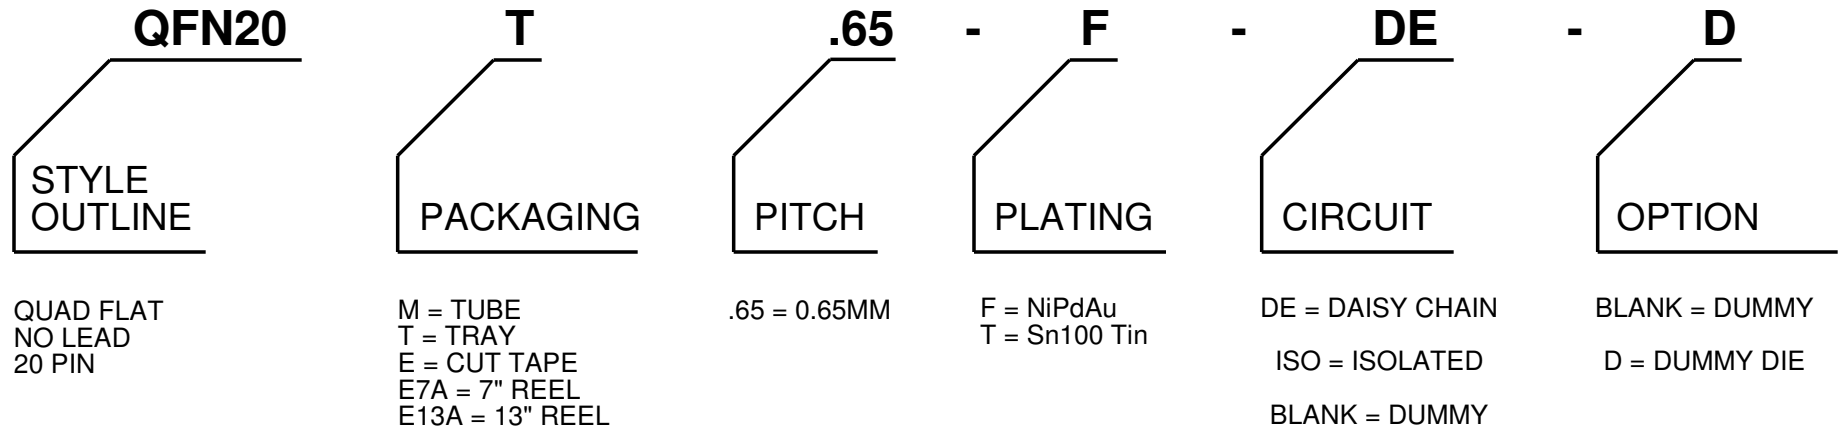 QFN20 T .65 - F - DE - D
STYLE
OUTLINE
PACKAGING
PITCH
PLATING
CIRCUIT
OPTION
QUAD FLAT
NO LEAD
20 PIN
M = TUBE
T = TRAY
E = CUT TAPE
E7A = 7" REEL
E13A = 13" REEL
.65 = 0.65MM
F = NiPdAu
T = Sn100 Tin
DE = DAISY CHAIN
ISO = ISOLATED
BLANK = DUMMY
BLANK = DUMMY
D = DUMMY DIE